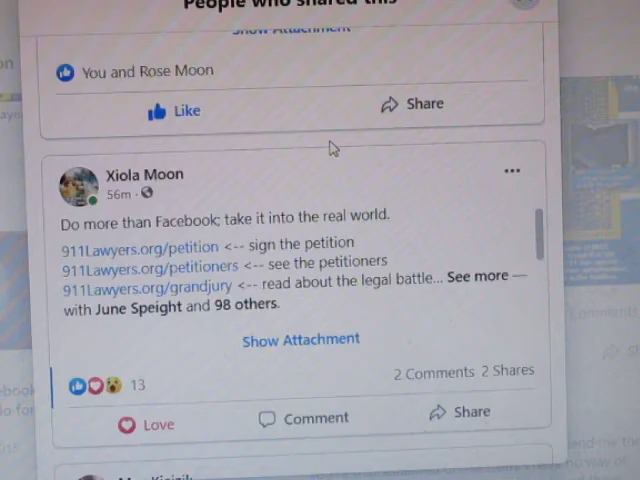 People who shared this
Show Attachment
You and Rose Moon
Like
Share
Xiola Moon
56m ·
Do more than Facebook; take it into the real world.
911Lawyers.org/petition <-- sign the petition
911Lawyers.org/petitioners <-- see the petitioners
911Lawyers.org/grandjury <-- read about the legal battle... See more —
with June Speight and 98 others.
Show Attachment
13
2 Comments 2 Shares
Love
Comment
Share